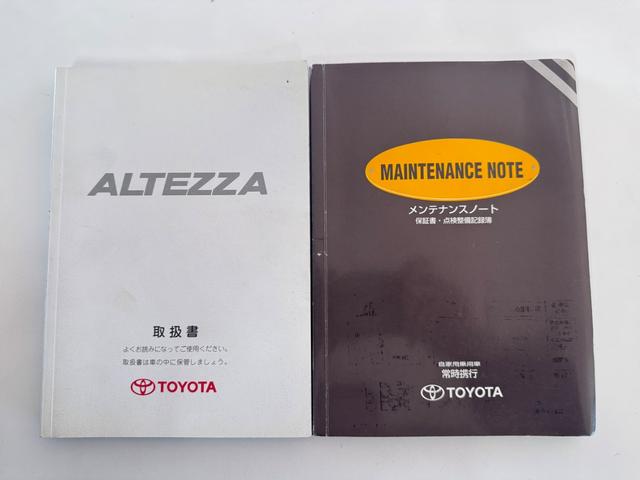 ALTEZZA
取扱書
よくお読みになってご使用ください。
取扱書は車の中に保管しましょう。
TOYOTA
MAINTENANCE NOTE
メンテナンスノート
保証書・点検整備記録簿
自家用乗用車
常時携行
TOYOTA